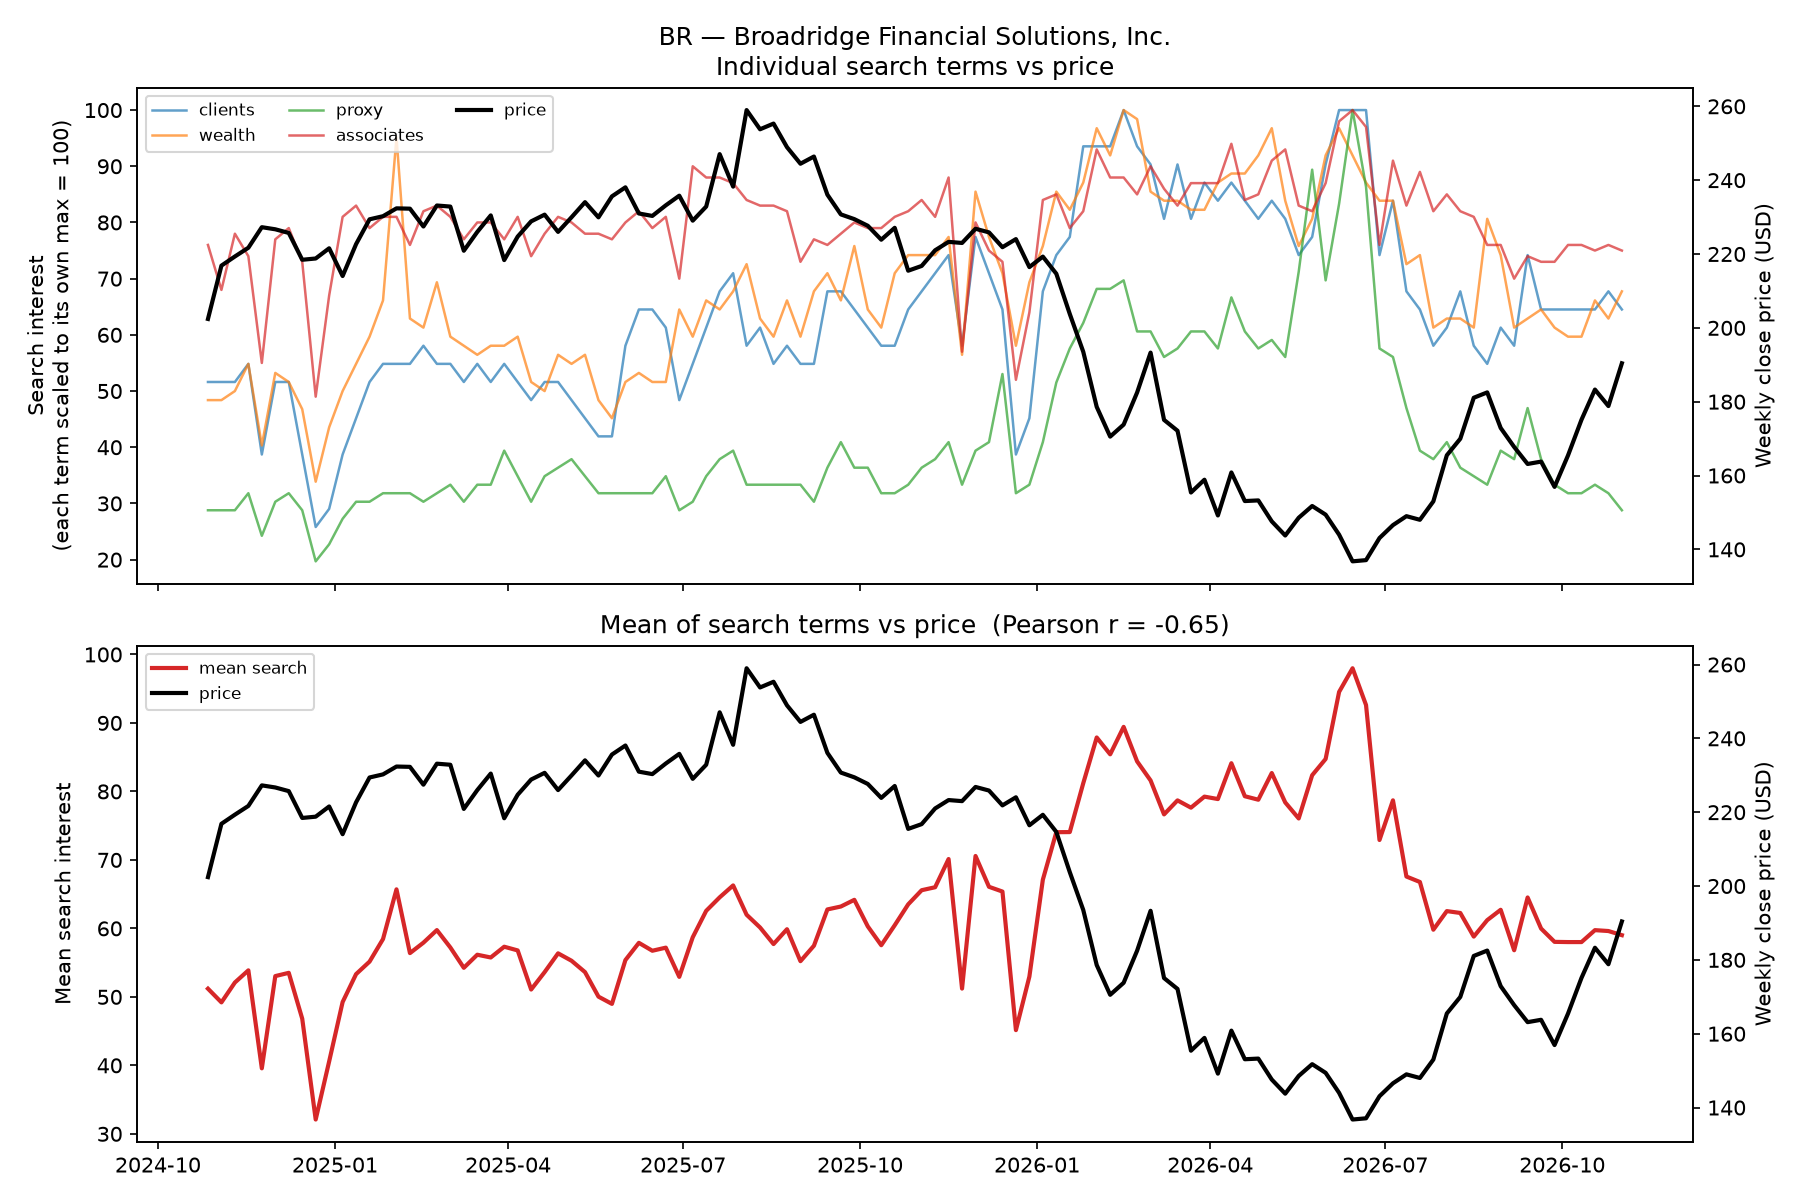 BR — Broadridge Financial Solutions, Inc.
Individual search terms vs price
clients
wealth
proxy
associates
price
Search interest
(each term scaled to its own max = 100)
100
90
80
70
60
50
40
30
20
Weekly close price (USD)
260
240
220
200
180
160
140
Mean of search terms vs price  (Pearson r = -0.65)
mean search
price
Mean search interest
100
90
80
70
60
50
40
30
Weekly close price (USD)
260
240
220
200
180
160
140
2024-10
2025-01
2025-04
2025-07
2025-10
2026-01
2026-04
2026-07
2026-10